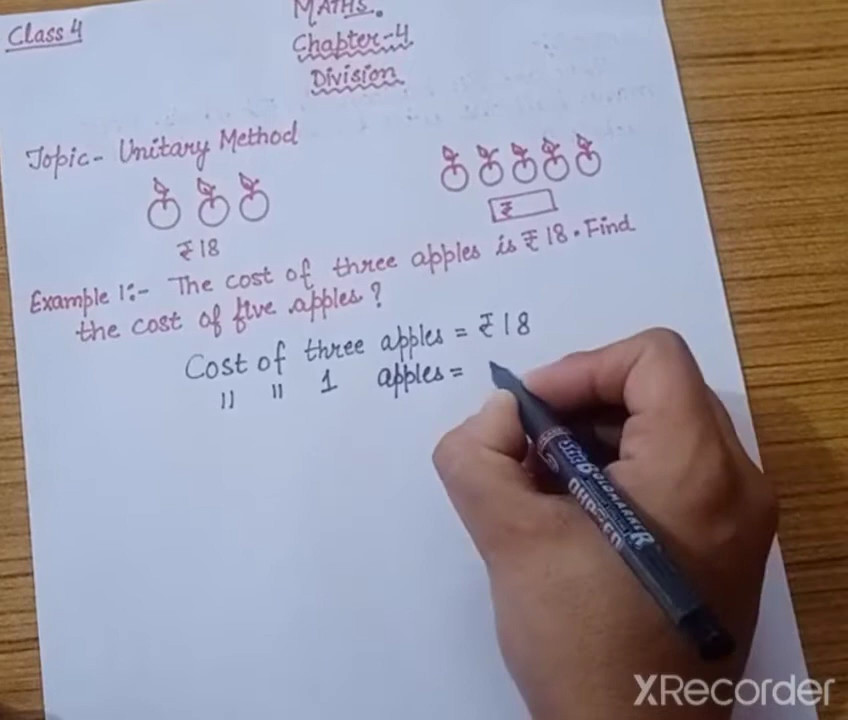 Class 4
MATHS.
Chapter-4
Division
Topic- Unitary Method
₹18
₹
Example 1:- The cost of three apples is ₹18. Find
the cost of five apples?
Cost of three apples = ₹18
" " 1 apples =
BOLDMARKER
XRecorder